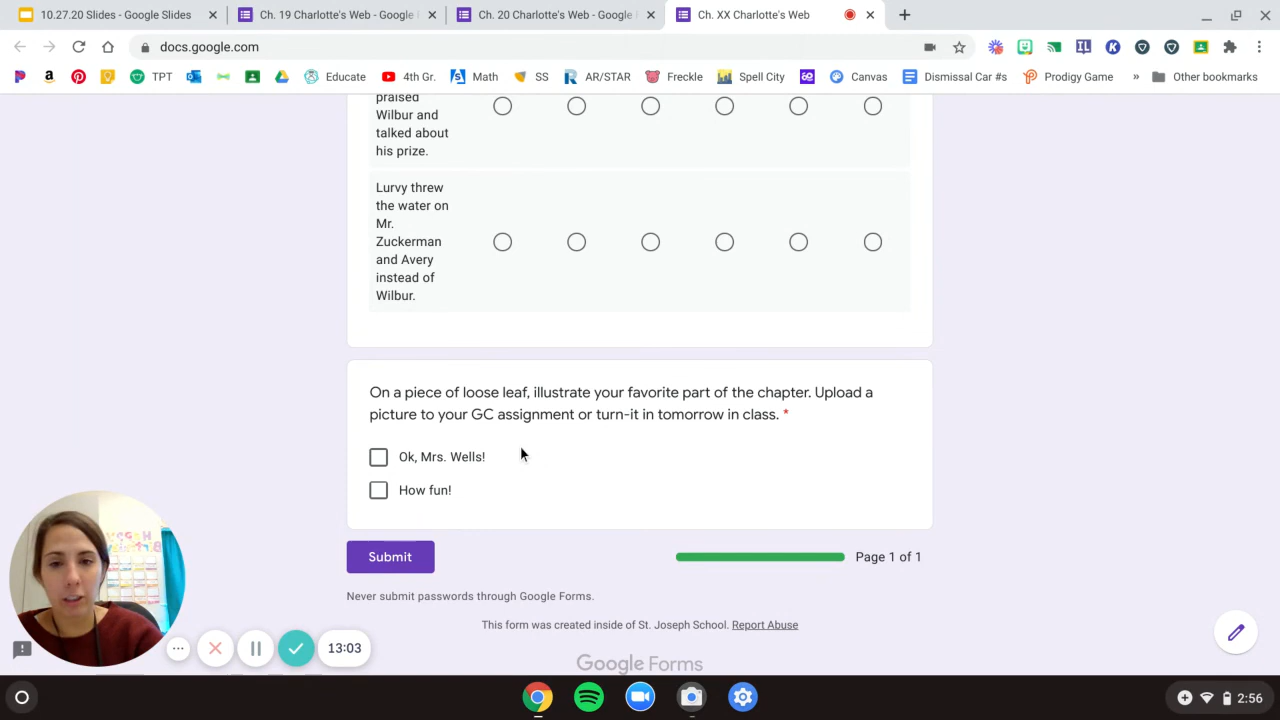 10.27.20 Slides - Google Slides
Ch. 19 Charlotte's Web - Google
Ch. 20 Charlotte's Web - Google
Ch. XX Charlotte's Web
docs.google.com
TPT
Educate
4th Gr.
Math
SS
AR/STAR
Freckle
Spell City
Canvas
Dismissal Car #s
Prodigy Game
»
Other bookmarks
praised
Wilbur and
talked about
his prize.
Lurvy threw
the water on
Mr.
Zuckerman
and Avery
instead of
Wilbur.
On a piece of loose leaf, illustrate your favorite part of the chapter. Upload a
picture to your GC assignment or turn-it in tomorrow in class. *
Ok, Mrs. Wells!
How fun!
Submit
Page 1 of 1
Never submit passwords through Google Forms.
This form was created inside of St. Joseph School. Report Abuse
Google Forms
13:03
2:56